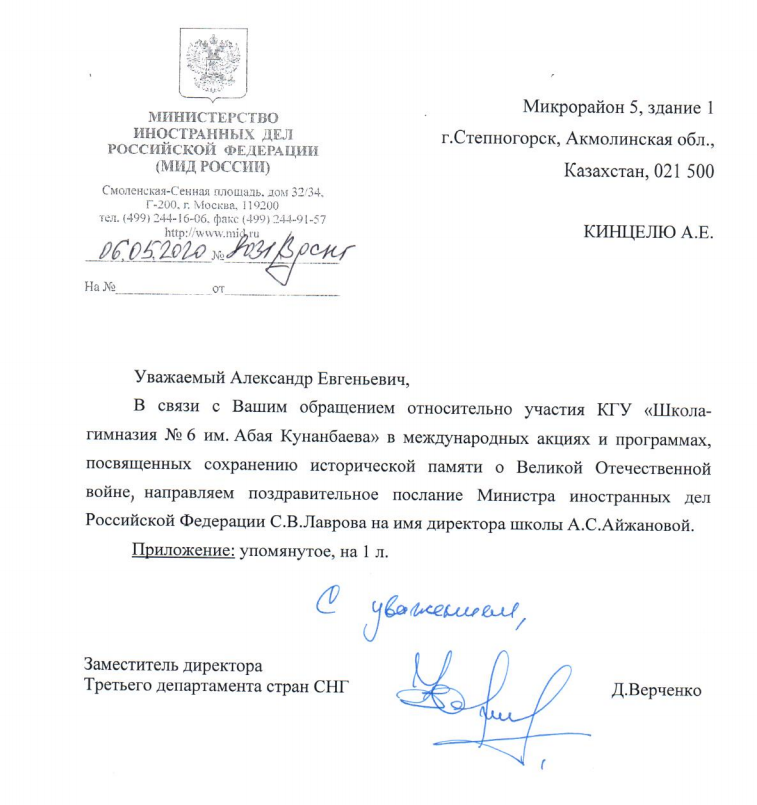 МИНИСТЕРСТВО
ИНОСТРАННЫХ ДЕЛ
РОССИЙСКОЙ ФЕДЕРАЦИИ
(МИД РОССИИ)
Смоленская-Сенная площадь, дом 32/34,
Г-200, г. Москва, 119200
тел. (499) 244-16-06, факс (499) 244-91-57
http://www.mid.ru
06.05.2020 №
На № от
Микрорайон 5, здание 1
г.Степногорск, Акмолинская обл.,
Казахстан, 021 500
КИНЦЕЛЮ А.Е.
Уважаемый Александр Евгеньевич,
В связи с Вашим обращением относительно участия КГУ «Школа-
гимназия № 6 им. Абая Кунанбаева» в международных акциях и программах,
посвященных сохранению исторической памяти о Великой Отечественной
войне, направляем поздравительное послание Министра иностранных дел
Российской Федерации С.В.Лаврова на имя директора школы А.С.Айжановой.
Приложение: упомянутое, на 1 л.
С уважением,
Заместитель директора
Третьего департамента стран СНГ
Д.Верченко